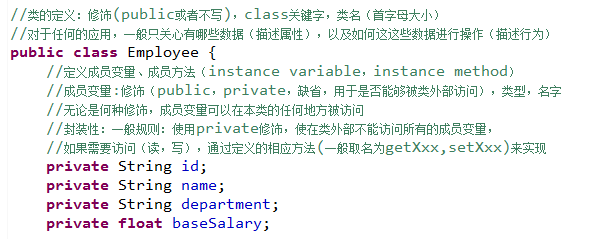 //类的定义：修饰(public或者不写)，class关键字，类名（首字母大小）
//对于任何的应用，一般只关心有哪些数据（描述属性），以及如何这这些数据进行操作（描述行为）
public class Employee {
//定义成员变量、成员方法（instance variable, instance method）
//成员变量:修饰（public，private，缺省，用于是否能够被类外部访问），类型，名字
//无论是何种修饰，成员变量可以在本类的任何地方被访问
//封装性：一般规则：使用private修饰，使在类外部不能访问所有的成员变量，
//如果需要访问（读，写），通过定义的相应方法(一般取名为getXxx,setXxx)来实现
private String id;
private String name;
private String department;
private float baseSalary;